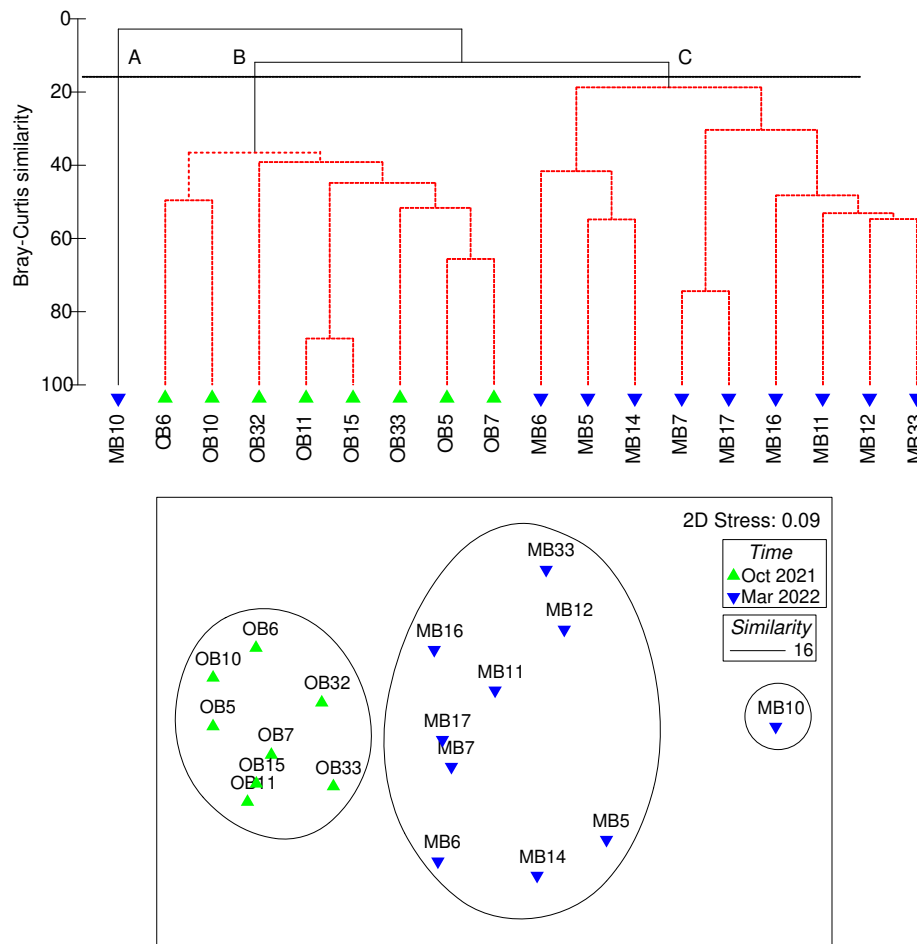 0
A
B
C
20
40
60
80
100
Bray-Curtis similarity
MB10
OB6
OB10
OB32
OB11
OB15
OB33
OB5
OB7
MB6
MB5
MB14
MB7
MB17
MB16
MB11
MB12
MB33
2D Stress: 0.09
Time
Oct 2021
Mar 2022
Similarity
16
MB33
MB12
MB16
OB6
OB10
MB11
OB32
MB10
OB5
MB17
OB7
MB7
OB15
OB33
OB11
MB5
MB6
MB14